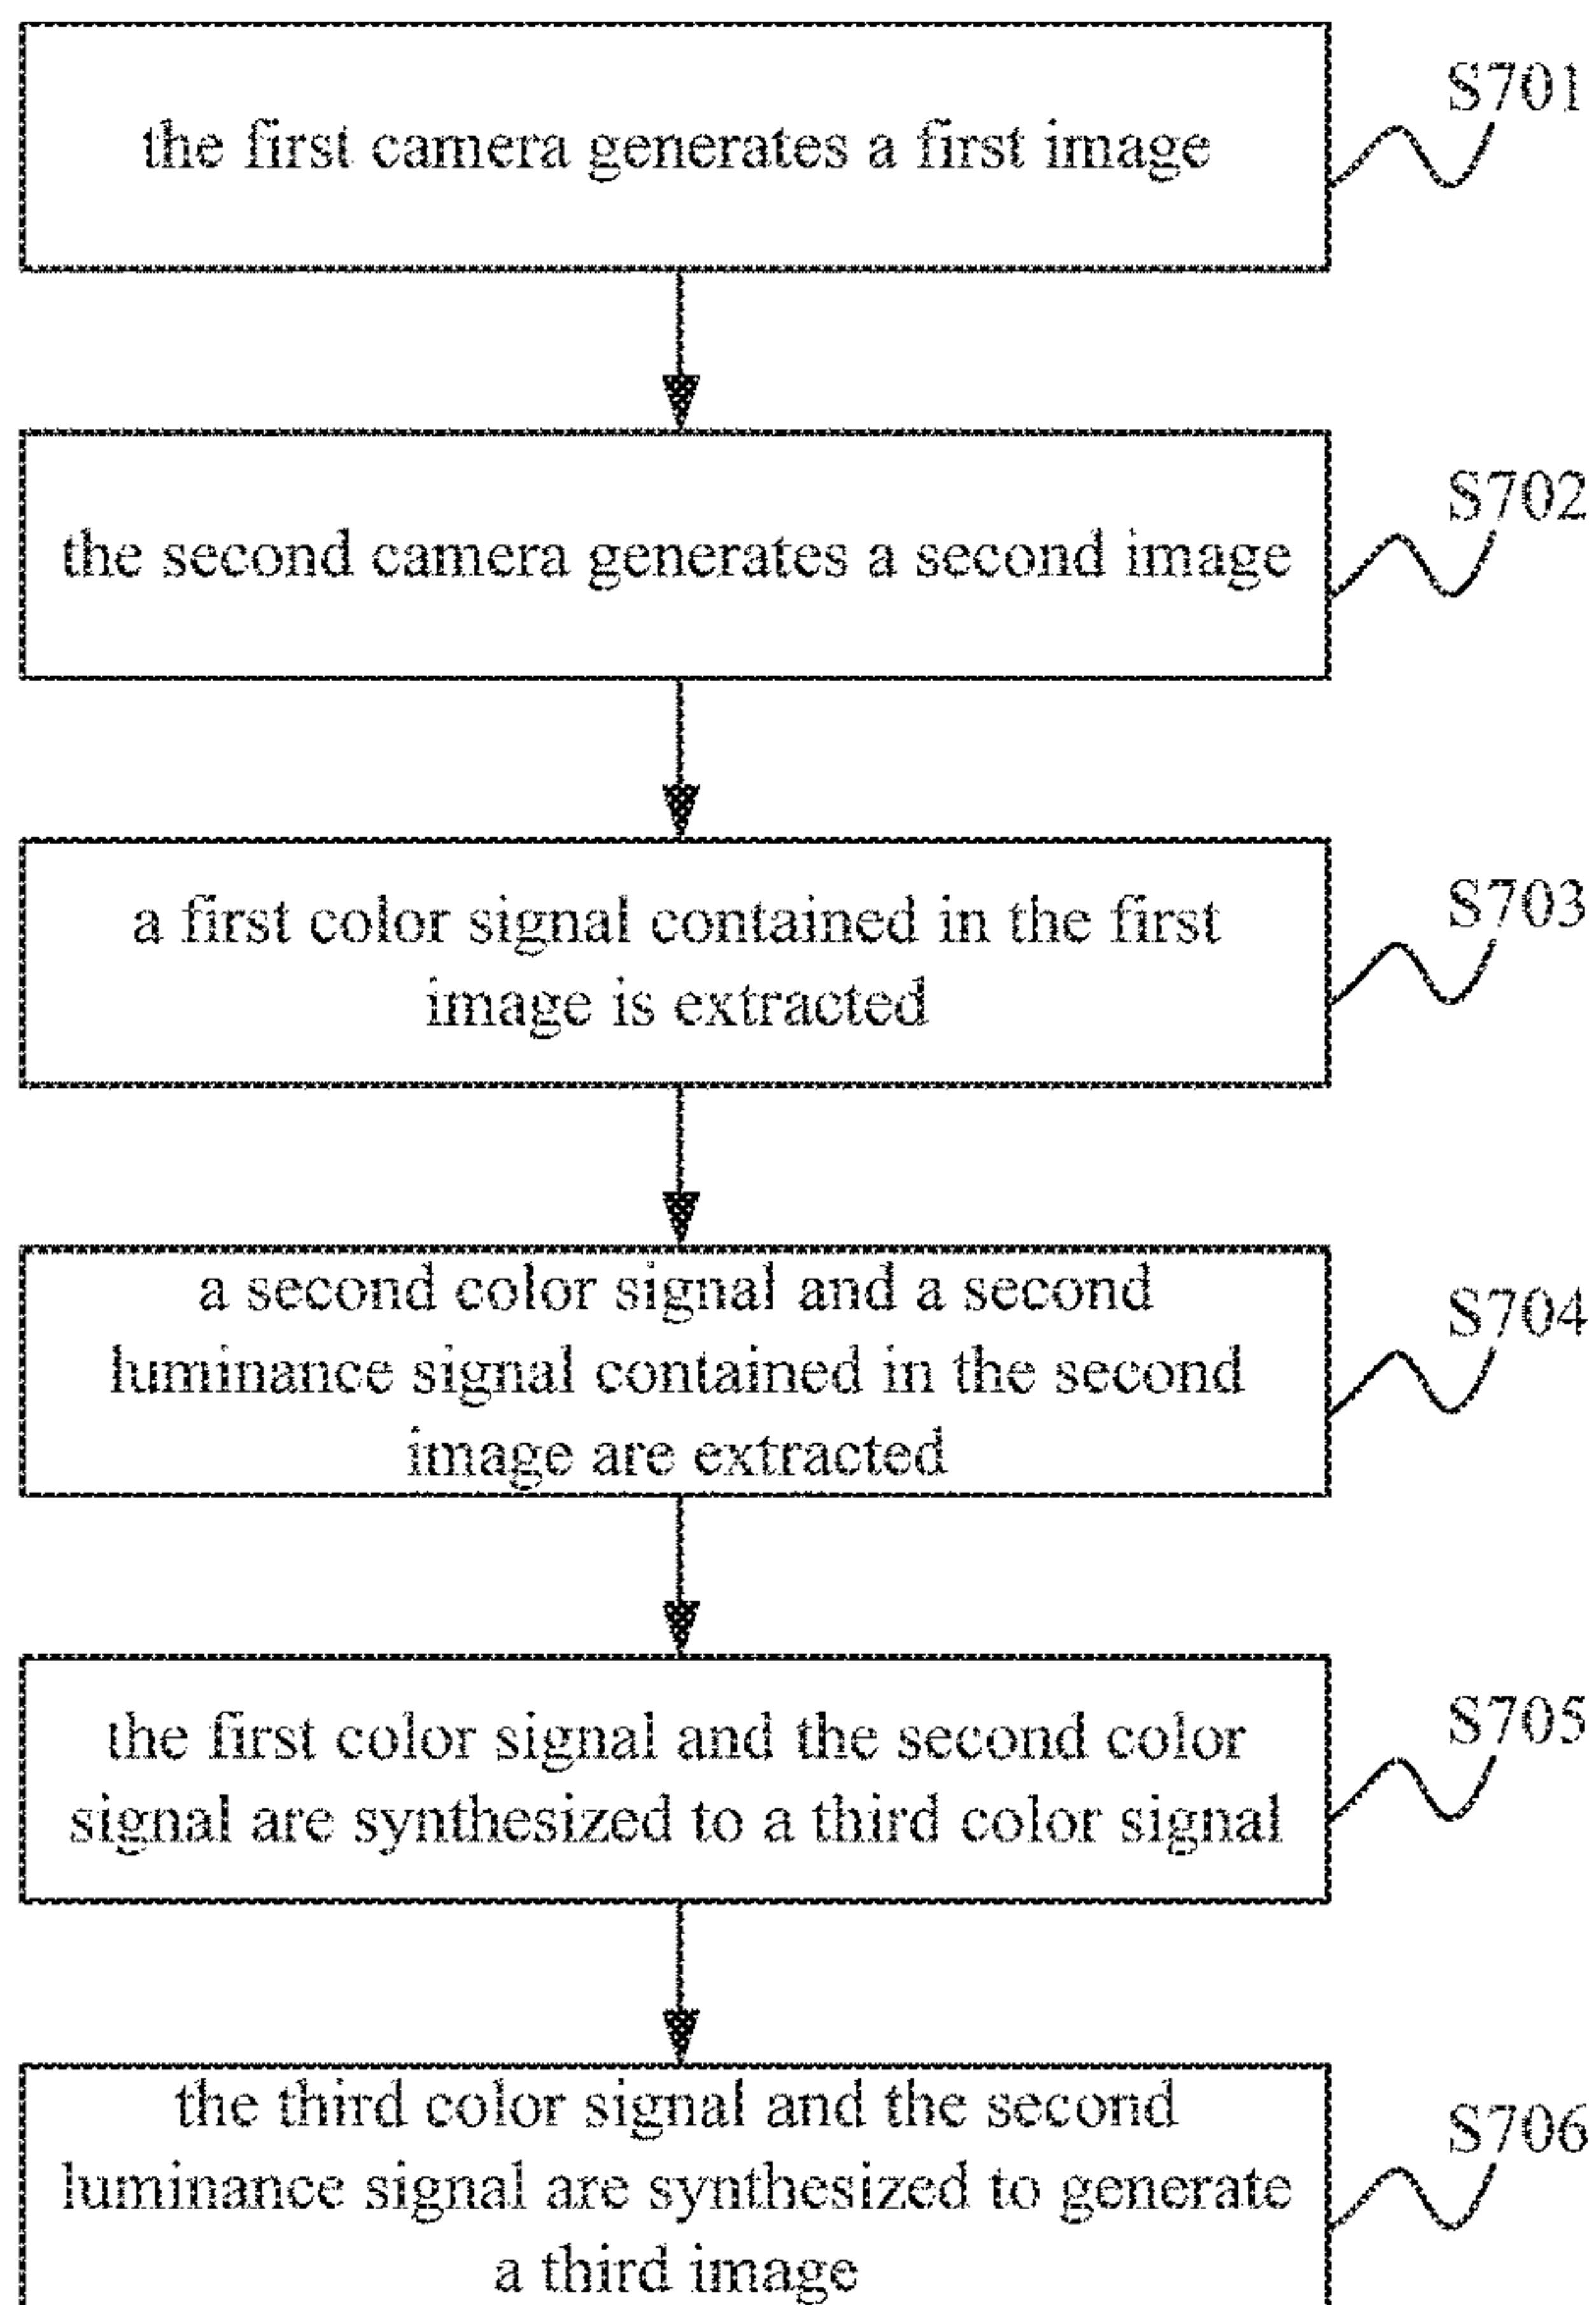 the first camera generates a first image
S701
the second camera generates a second image
S702
a first color signal contained in the first
image is extracted
S703
a second color signal and a second
luminance signal contained in the second
image are extracted
S704
the first color signal and the second color
signal are synthesized to a third color signal
S705
the third color signal and the second
luminance signal are synthesized to generate
a third image
S706